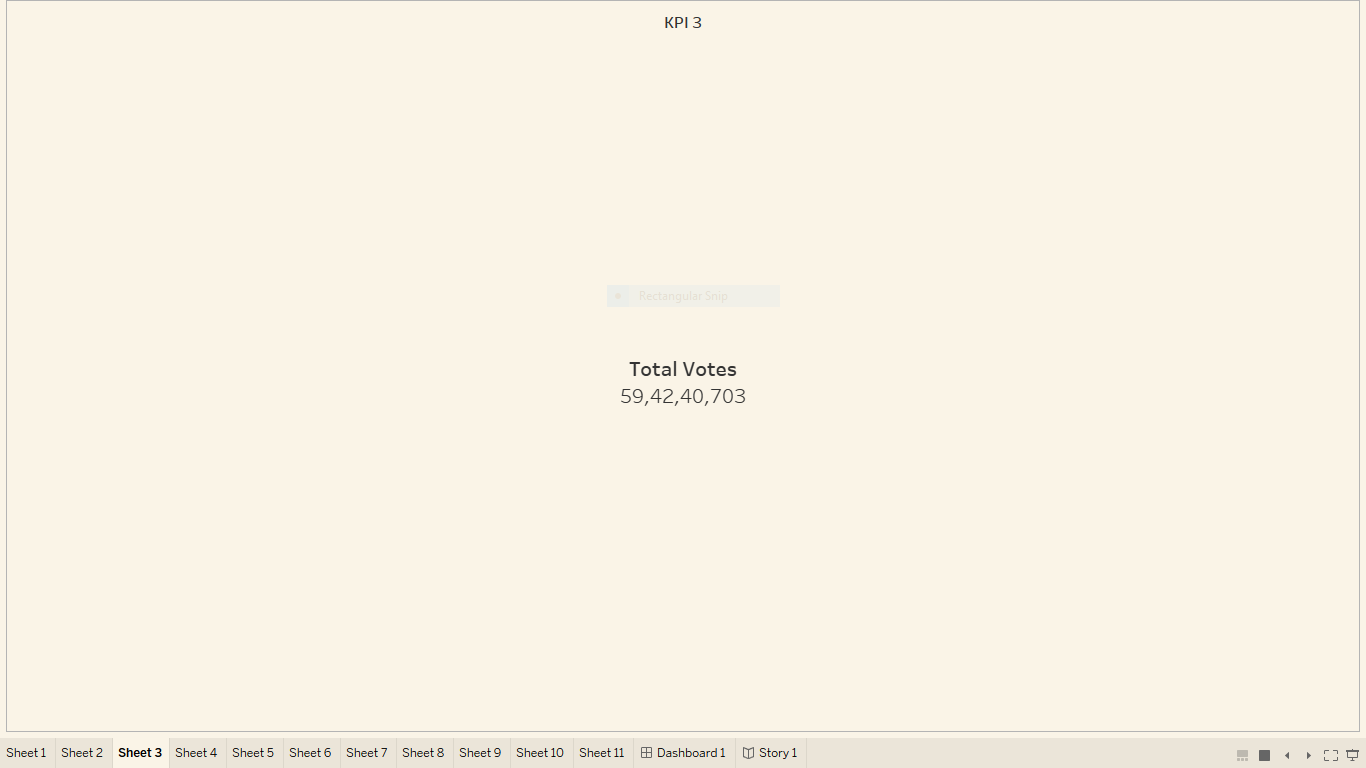 KPI 3
Rectangular Snip
Total Votes
59,42,40,703
Sheet 1 Sheet 2 Sheet 3 Sheet 4 Sheet 5 Sheet 6 Sheet 7 Sheet 8 Sheet 9 Sheet 10 Sheet 11 Dashboard 1 Story 1